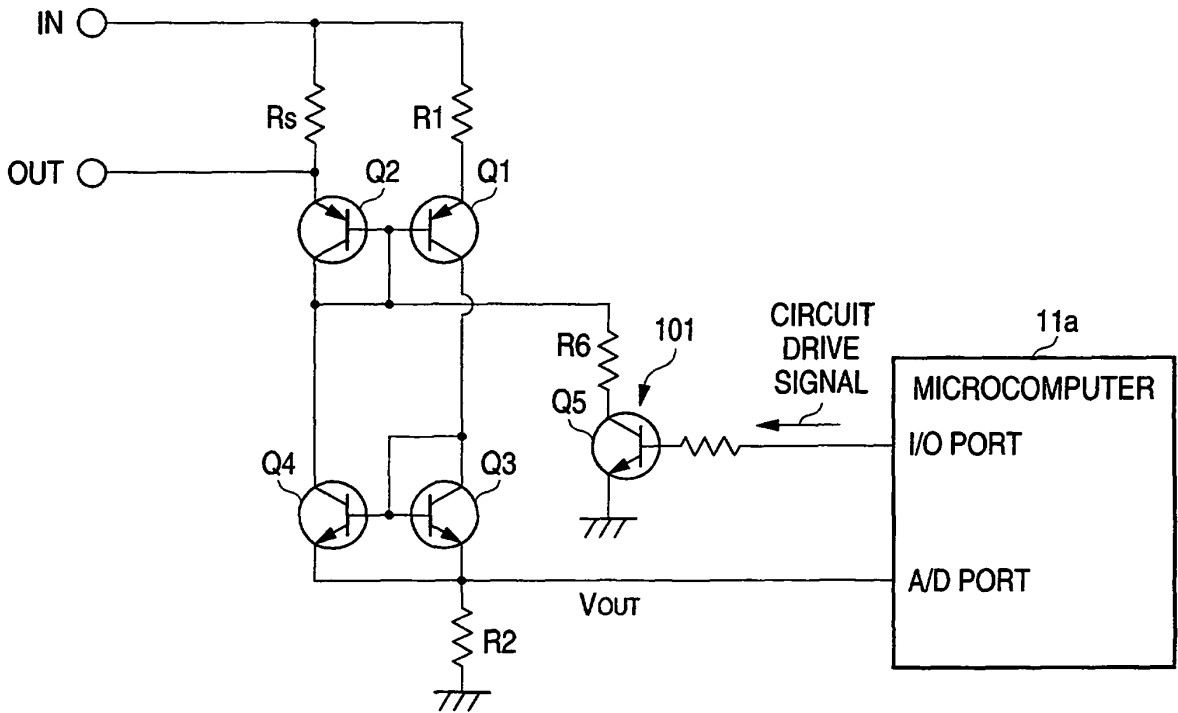 IN
Rs
R1
OUT
Q2
Q1
R6
101
CIRCUIT
DRIVE
SIGNAL
11a
MICROCOMPUTER
Q5
I/O PORT
Q4
Q3
A/D PORT
VOUT
R2